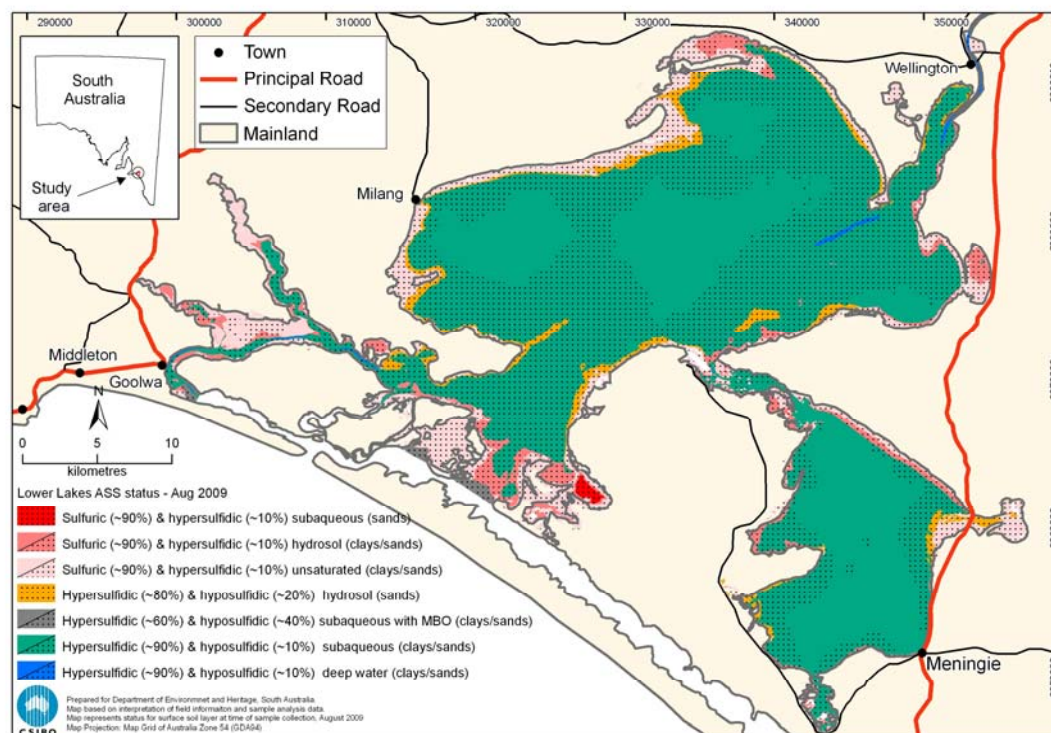 300000 310000 320000 330000 340000 350000
South
Australia
Study
area
Town
Principal Road
Secondary Road
Mainland
Wellington
Milang
Middleton
Goolwa
N
0 5 10
kilometres
Meningie
Lower Lakes ASS status - Aug 2009
Sulfuric (~90%) & hypersulfidic (~10%) subaqueous (sands)
Sulfuric (~90%) & hypersulfidic (~10%) hydrosol (clays/sands)
Sulfuric (~90%) & hypersulfidic (~10%) unsaturated (clays/sands)
Hypersulfidic (~80%) & hyposulfidic (~20%) hydrosol (sands)
Hypersulfidic (~60%) & hyposulfidic (~40%) subaqueous with MBO (clays/sands)
Hypersulfidic (~90%) & hyposulfidic (~10%) subaqueous (clays/sands)
Hypersulfidic (~90%) & hyposulfidic (~10%) deep water (clays/sands)
CSIRO
Prepared for Department of Environmnet and Heritage, South Australia.
Map based on interpretation of field informaiton and sample analysis data.
Map represents status for surface soil layer at time of sample collection, August 2009
Map Projection: Map Grid of Australia Zone 54 (GDA94)